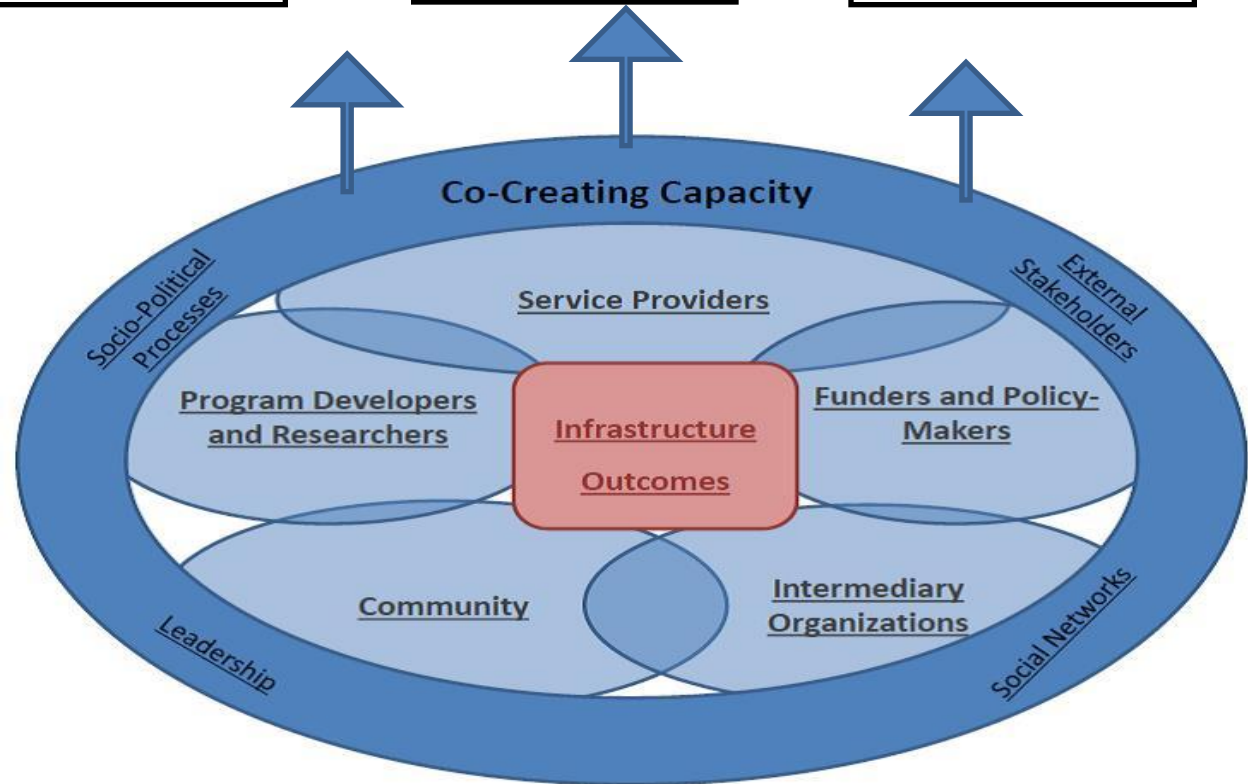 Co-Creating Capacity
Socio-Political
Processes
External
Stakeholders
Service Providers
Program Developers
and Researchers
Funders and Policy-
Makers
Infrastructure
Outcomes
Community
Intermediary
Organizations
Leadership
Social Networks